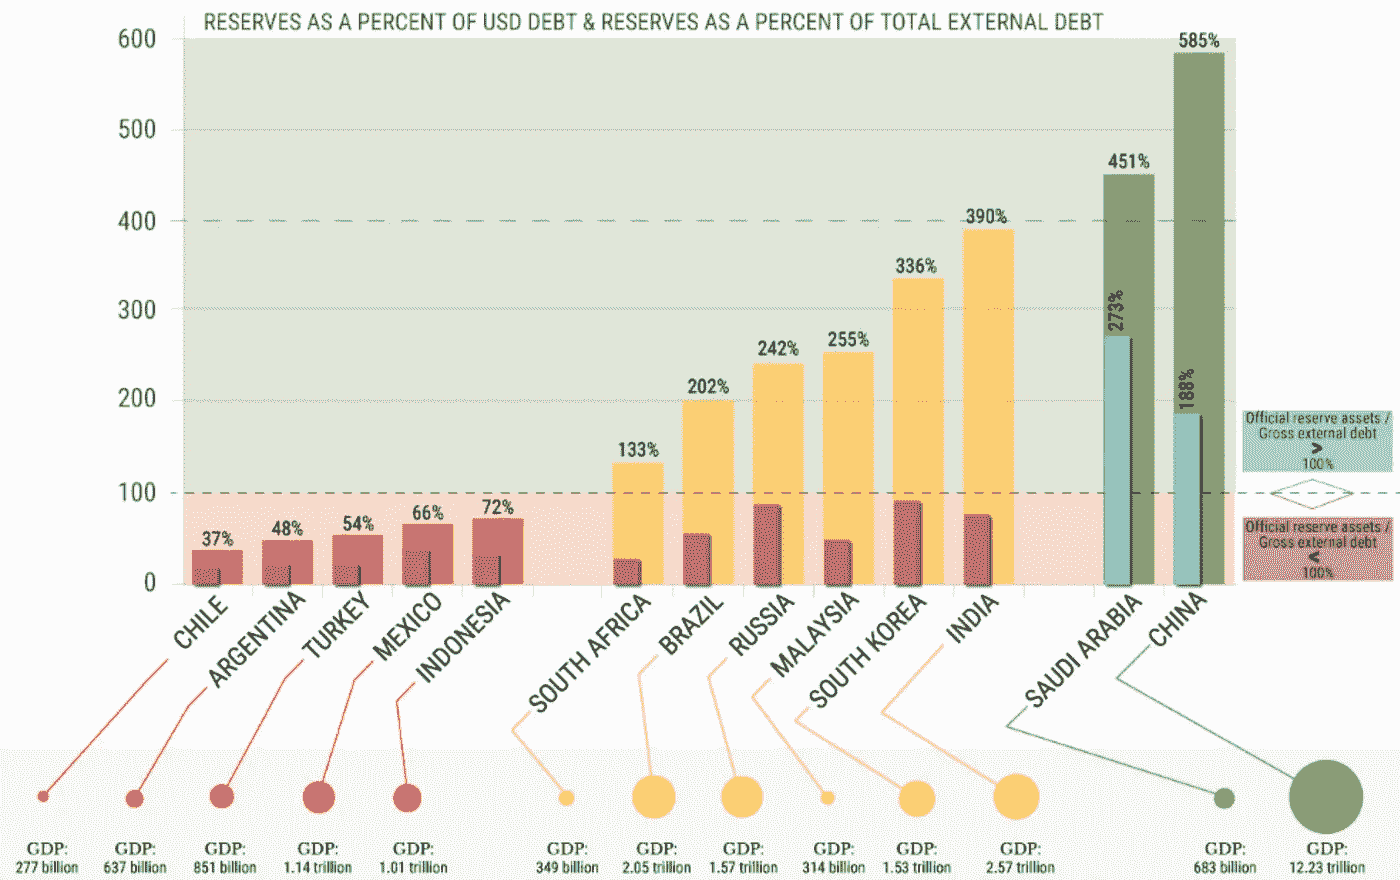 RESERVES AS A PERCENT OF USD DEBT & RESERVES AS A PERCENT OF TOTAL EXTERNAL DEBT
600
500
400
300
200
100
0
37%
48%
54%
66%
72%
133%
202%
242%
255%
336%
390%
451%
273%
585%
188%
Official reserve assets /
Gross external debt
>
100%
Official reserve assets /
Gross external debt
<
100%
CHILE
ARGENTINA
TURKEY
MEXICO
INDONESIA
SOUTH AFRICA
BRAZIL
RUSSIA
MALAYSIA
SOUTH KOREA
INDIA
SAUDI ARABIA
CHINA
GDP:
277 billion
GDP:
637 billion
GDP:
851 billion
GDP:
1.14 trillion
GDP:
1.01 trillion
GDP:
349 billion
GDP:
2.05 trillion
GDP:
1.57 trillion
GDP:
314 billion
GDP:
1.53 trillion
GDP:
2.57 trillion
GDP:
683 billion
GDP:
12.23 trillion